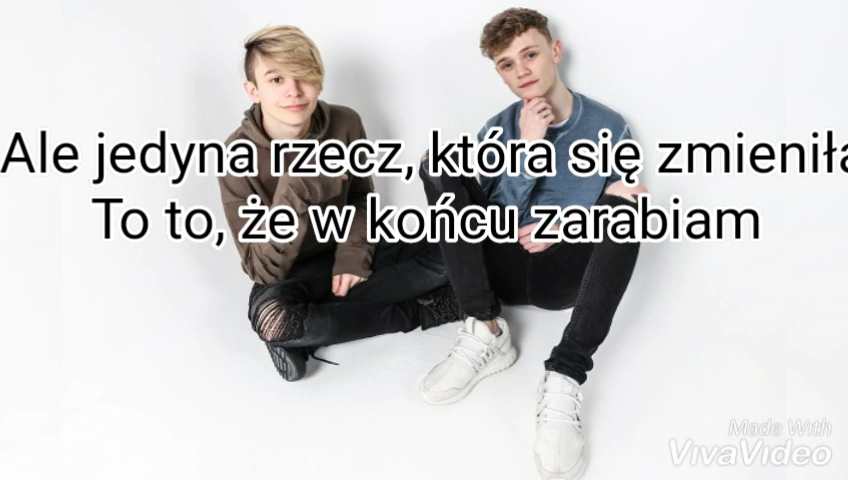 Ale jedyna rzecz, która się zmieniła
To to, że w końcu zarabiam
Made With
VivaVideo